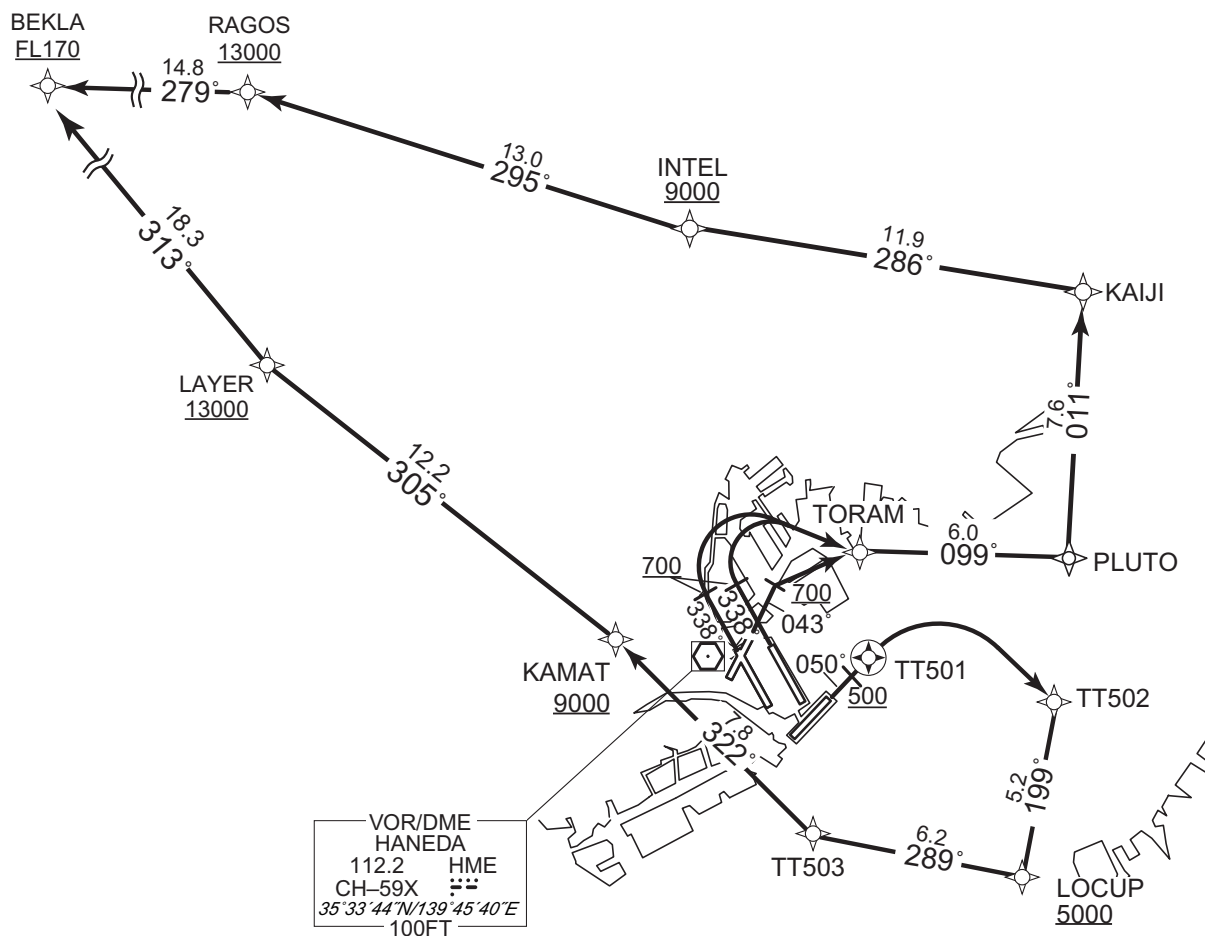 BEKLA
FL170
RAGOS
13000
14.8
279°
13.0
295°
INTEL
9000
11.9
286°
KAIJI
18.3
313°
LAYER
13000
7.6
011°
12.2
305°
TORAM
6.0
099°
PLUTO
700
338°
338°
700
043°
KAMAT
9000
050°
500
TT501
TT502
7.8
322°
5.2
199°
TT503
6.2
289°
LOCUP
5000
VOR/DME
HANEDA
112.2 HME
CH–59X
35°33´44˝N/139°45´40˝E
100FT